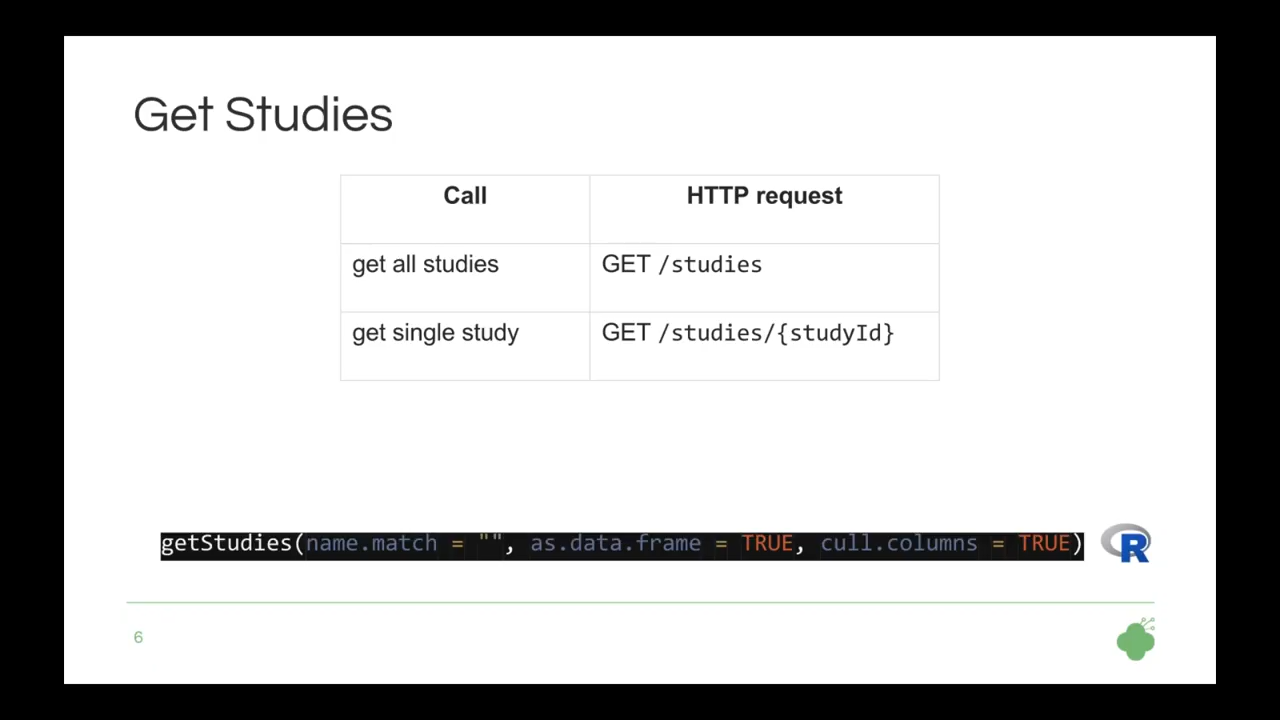 Get Studies
Call HTTP request
get all studies GET /studies
get single study GET /studies/{studyId}
getStudies(name.match = "", as.data.frame = TRUE, cull.columns = TRUE)
R
6